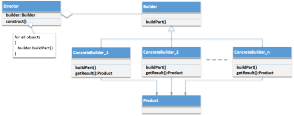 Director
builder: Builder
construct()
for all objects
{
builder.buildPart()
}
Builder
buildPart()
ConcreteBuilder_1
buildPart()
getResult():Product
ConcreteBuilder_2
buildPart()
getResult():Product
ConcreteBuilder_n
buildPart()
getResult():Product
Product